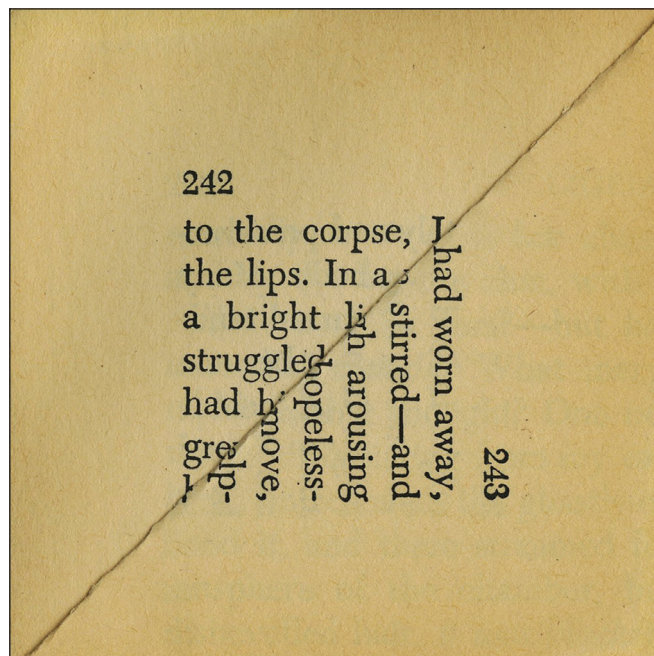 242
to the corpse, I
the lips. In a
a bright
struggled
had
243
had worn away,
stirred—and
arousing
hopeless-
move,